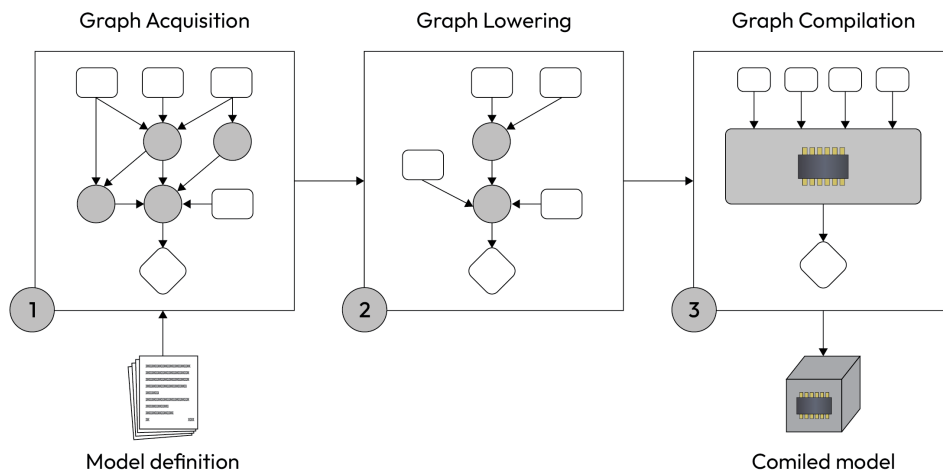 Graph Acquisition
Graph Lowering
Graph Compilation
1
2
3
Model definition
Comiled model